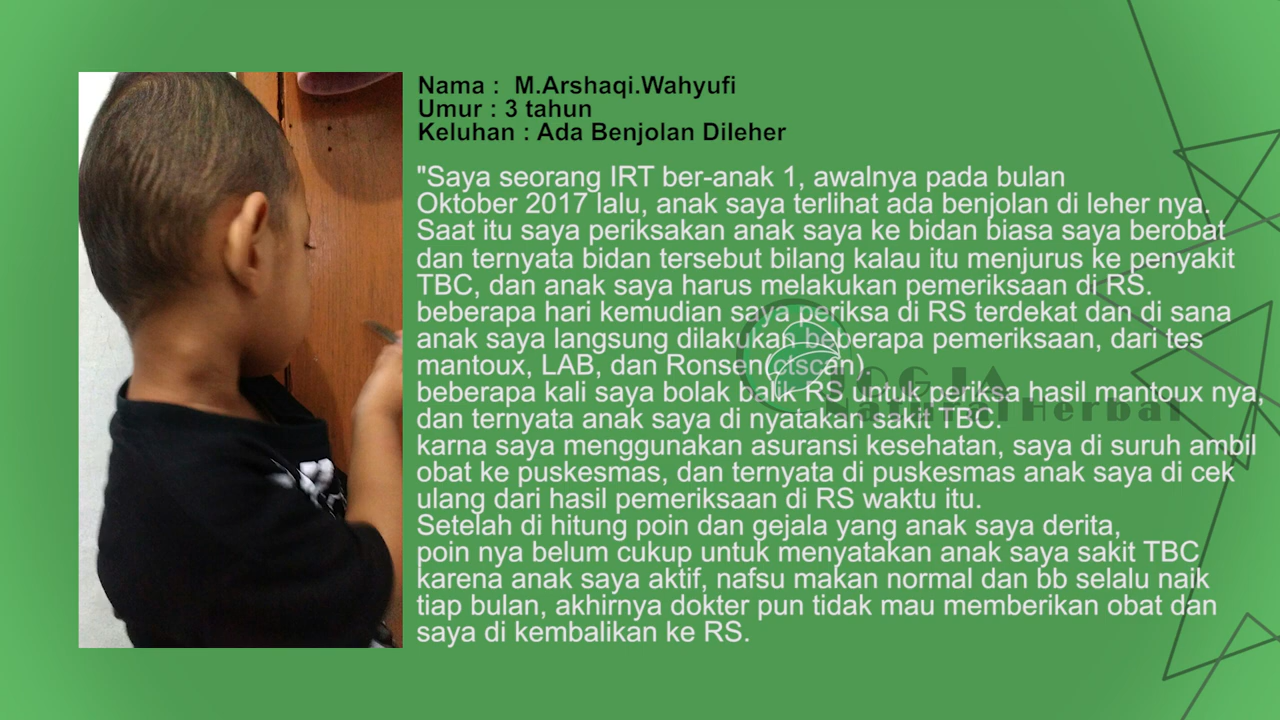 Nama :  M.Arshaqi.Wahyufi
Umur : 3 tahun
Keluhan : Ada Benjolan Dileher
"Saya seorang IRT ber-anak 1, awalnya pada bulan
Oktober 2017 lalu, anak saya terlihat ada benjolan di leher nya.
Saat itu saya periksakan anak saya ke bidan biasa saya berobat
dan ternyata bidan tersebut bilang kalau itu menjurus ke penyakit
TBC, dan anak saya harus melakukan pemeriksaan di RS.
beberapa hari kemudian saya periksa di RS terdekat dan di sana
anak saya langsung dilakukan beberapa pemeriksaan, dari tes
mantoux, LAB, dan Ronsen(ctscan).
beberapa kali saya bolak balik RS untuk periksa hasil mantoux nya,
dan ternyata anak saya di nyatakan sakit TBC.
karna saya menggunakan asuransi kesehatan, saya di suruh ambil
obat ke puskesmas, dan ternyata di puskesmas anak saya di cek
ulang dari hasil pemeriksaan di RS waktu itu.
Setelah di hitung poin dan gejala yang anak saya derita,
poin nya belum cukup untuk menyatakan anak saya sakit TBC
karena anak saya aktif, nafsu makan normal dan bb selalu naik
tiap bulan, akhirnya dokter pun tidak mau memberikan obat dan
saya di kembalikan ke RS.
JOGJA
Natural Herbal